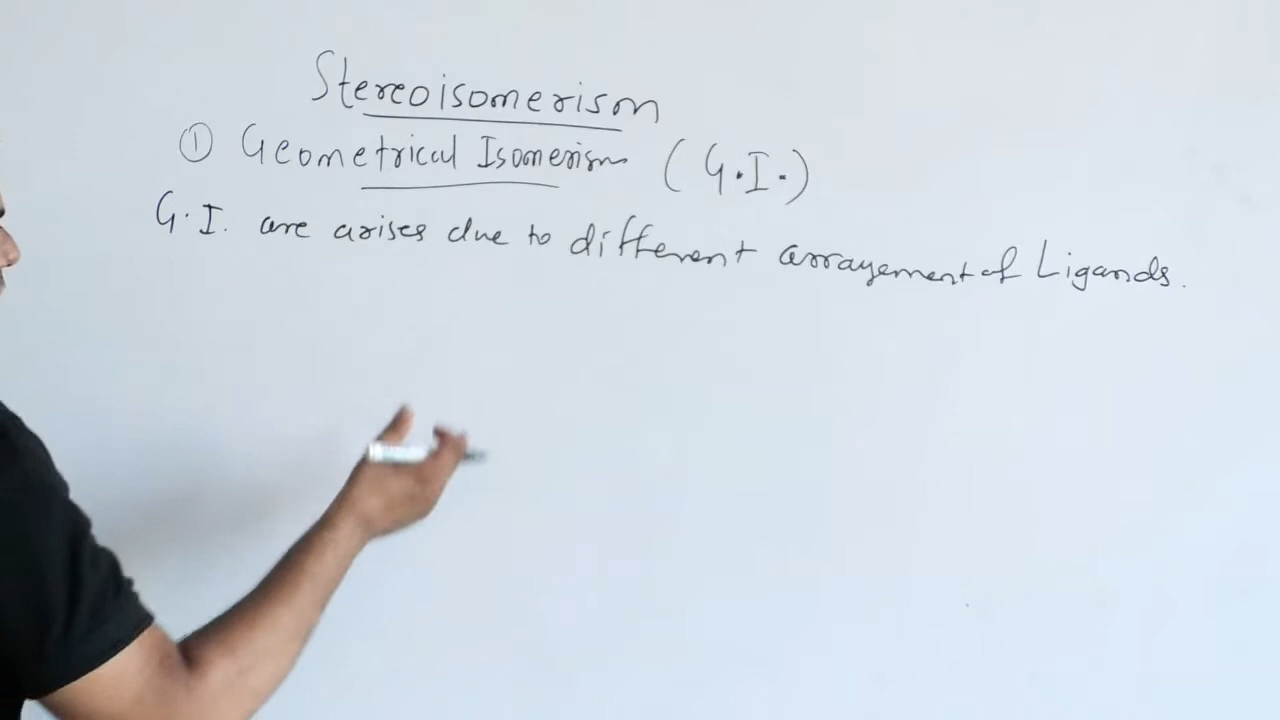 Stereoisomerism
① Geometrical Isomerism (G.I.)
G.I. are arises due to different arrayement of Ligands.